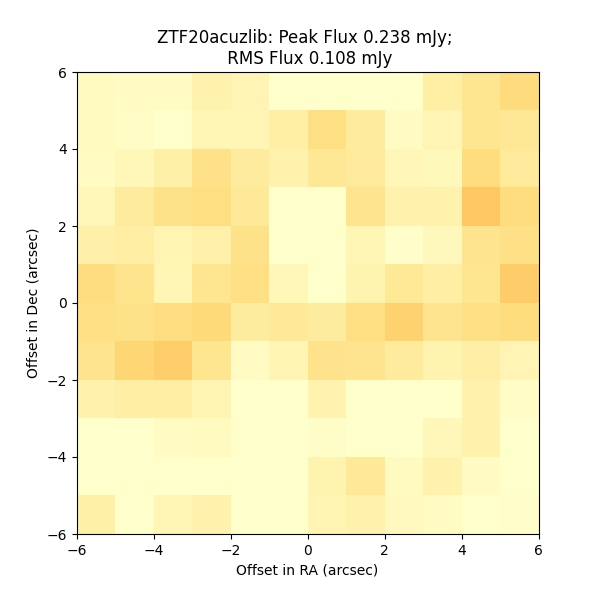 ZTF20acuzlib: Peak Flux 0.238 mJy;
RMS Flux 0.108 mJy
6
4
2
0
−2
−4
−6
Offset in Dec (arcsec)
−6 −4 −2 0 2 4 6
Offset in RA (arcsec)